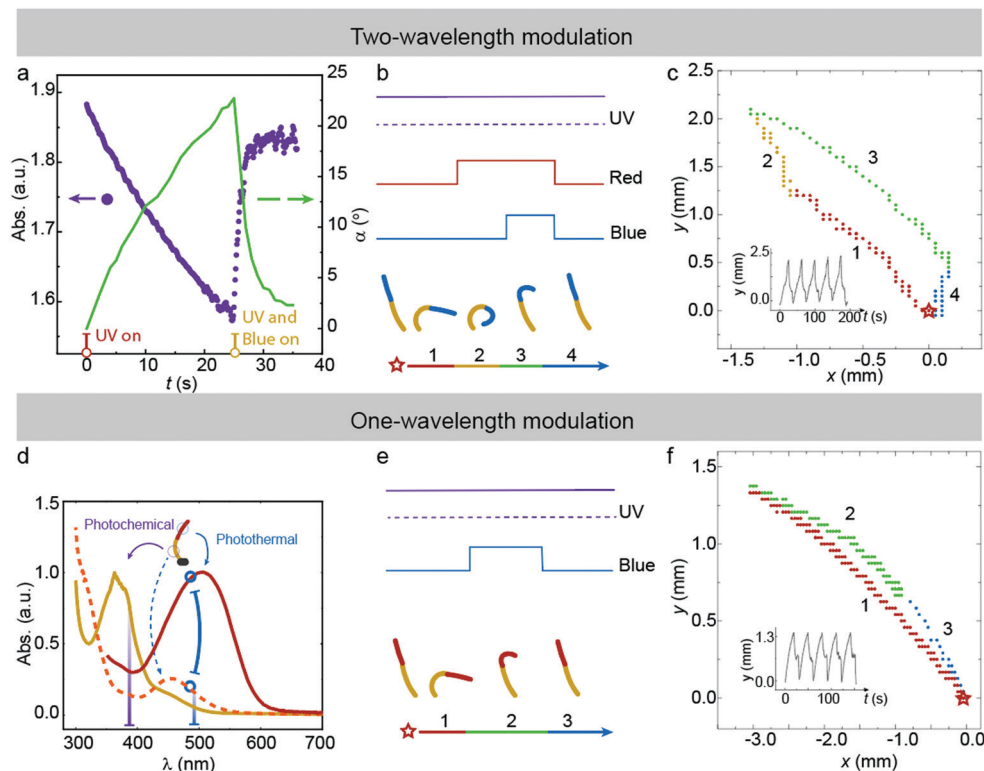 Two-wavelength modulation
a
b
c
1.9
1.8
1.7
1.6
Abs. (a.u.)
25
20
15
10
5
0
α (º)
UV on
UV and
Blue on
0 10 20 30 40
t (s)
UV
Red
Blue
1 2 3 4
2.5
2.0
1.5
1.0
0.5
0.0
y (mm)
2
3
1
4
2.5
0.0
y (mm)
0 100 200 t (s)
-1.5 -1.0 -0.5 0.0
x (mm)
One-wavelength modulation
d
e
f
1.5
1.0
0.5
0.0
Abs. (a.u.)
Photochemical
Photothermal
300 400 500 600 700
λ (nm)
UV
Blue
1 2 3
1.5
1.0
0.5
0.0
y (mm)
2
1
3
1.3
0.0
y (mm)
0 100 t (s)
-3.0 -2.0 -1.0 0.0
x (mm)